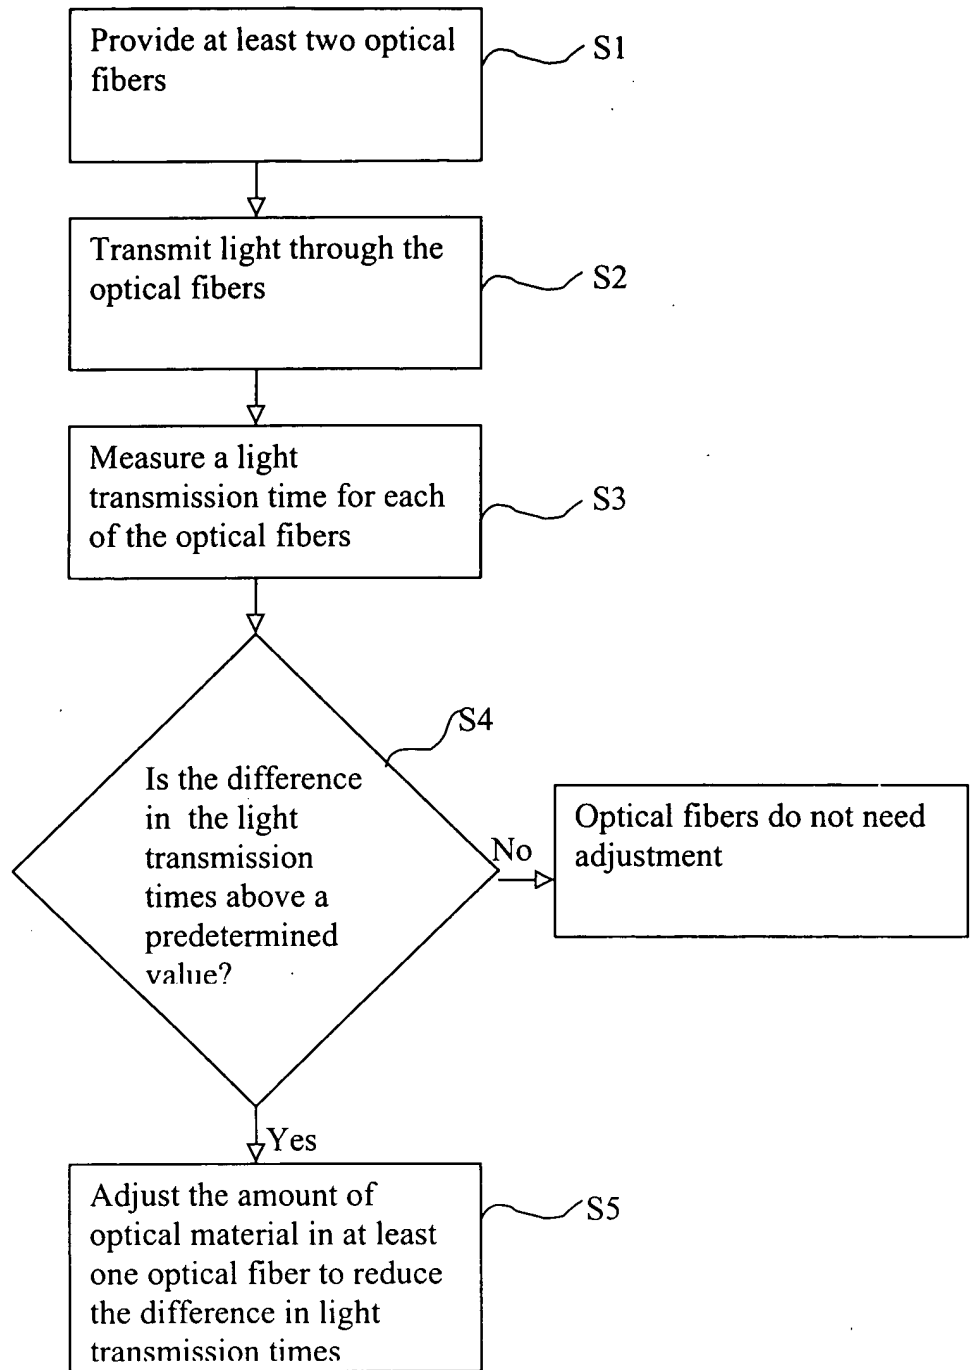 Provide at least two optical
fibers
S1
Transmit light through the
optical fibers
S2
Measure a light
transmission time for each
of the optical fibers
S3
S4
Is the difference
in the light
transmission
times above a
predetermined
value?
No
Optical fibers do not need
adjustment
Yes
Adjust the amount of
optical material in at least
one optical fiber to reduce
the difference in light
transmission times
S5